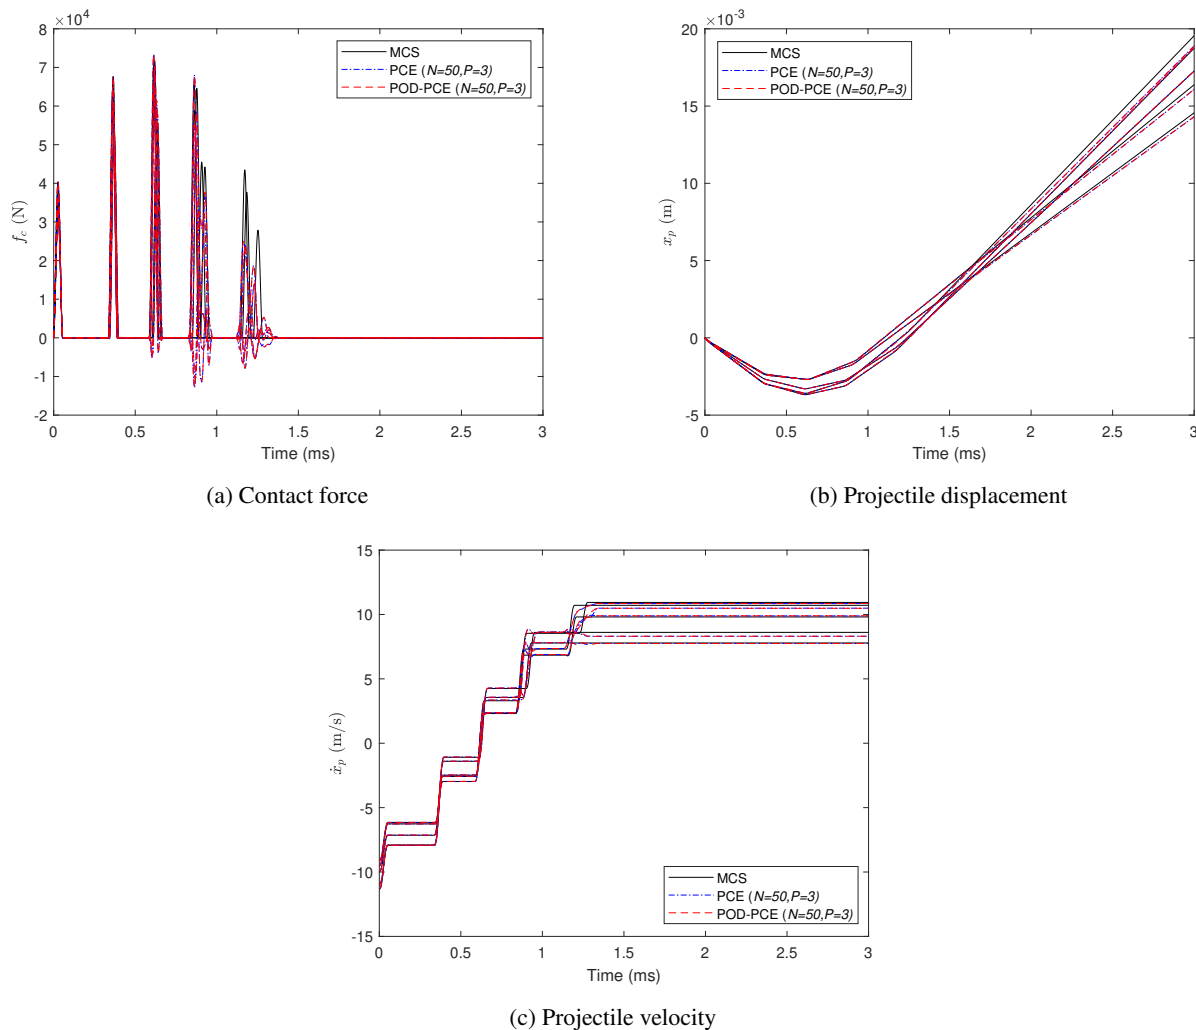 ×10⁴
8
7
6
5
4
3
2
1
0
-1
-2
f_c (N)
MCS
PCE (N=50,P=3)
POD-PCE (N=50,P=3)
0 0.5 1 1.5 2 2.5 3
Time (ms)
(a) Contact force
×10⁻³
20
15
10
5
0
-5
x_p (m)
MCS
PCE (N=50,P=3)
POD-PCE (N=50,P=3)
0 0.5 1 1.5 2 2.5 3
Time (ms)
(b) Projectile displacement
15
10
5
0
-5
-10
-15
ẋ_p (m/s)
MCS
PCE (N=50,P=3)
POD-PCE (N=50,P=3)
0 0.5 1 1.5 2 2.5 3
Time (ms)
(c) Projectile velocity